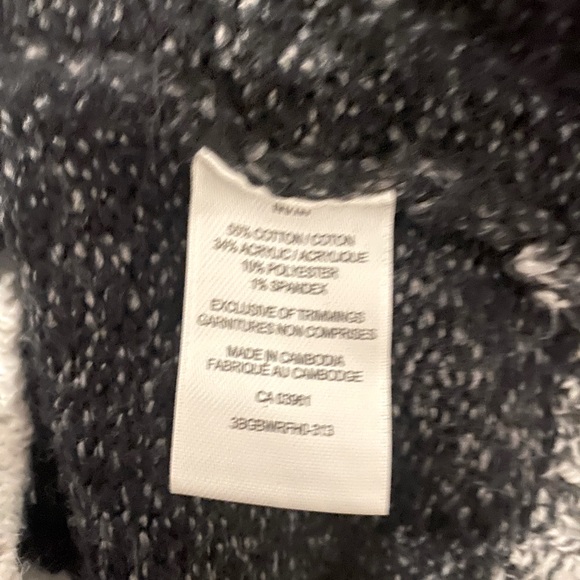 55% COTTON / COTON
34% ACRYLIC / ACRYLIQUE
10% POLYESTER
1% SPANDEX
EXCLUSIVE OF TRIMMINGS
GARNITURES NON COMPRISES
MADE IN CAMBODIA
FABRIQUÉ AU CAMBODGE
CA 03961